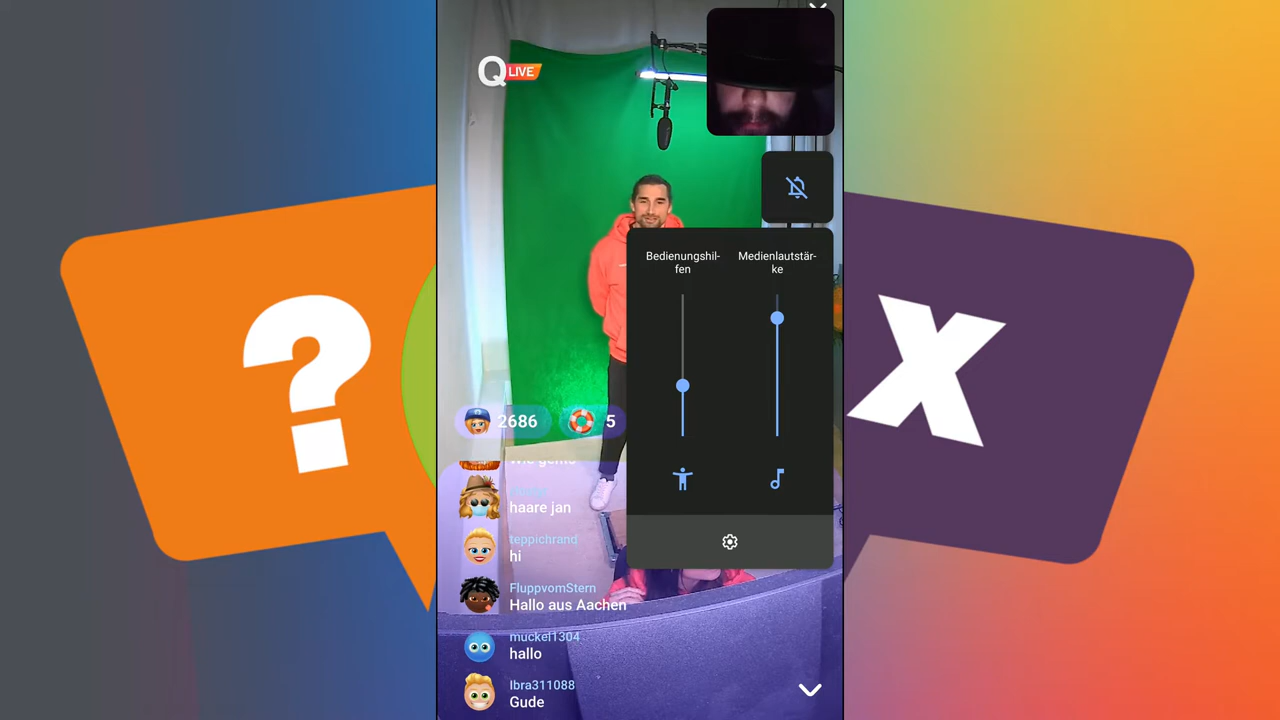 Q LIVE
?
X
Bedienungshil-
fen
Medienlautstär-
ke
2686
5
haare jan
teppichrand
hi
FluppvomStern
Hallo aus Aachen
muckel1304
hallo
Ibra311088
Gude